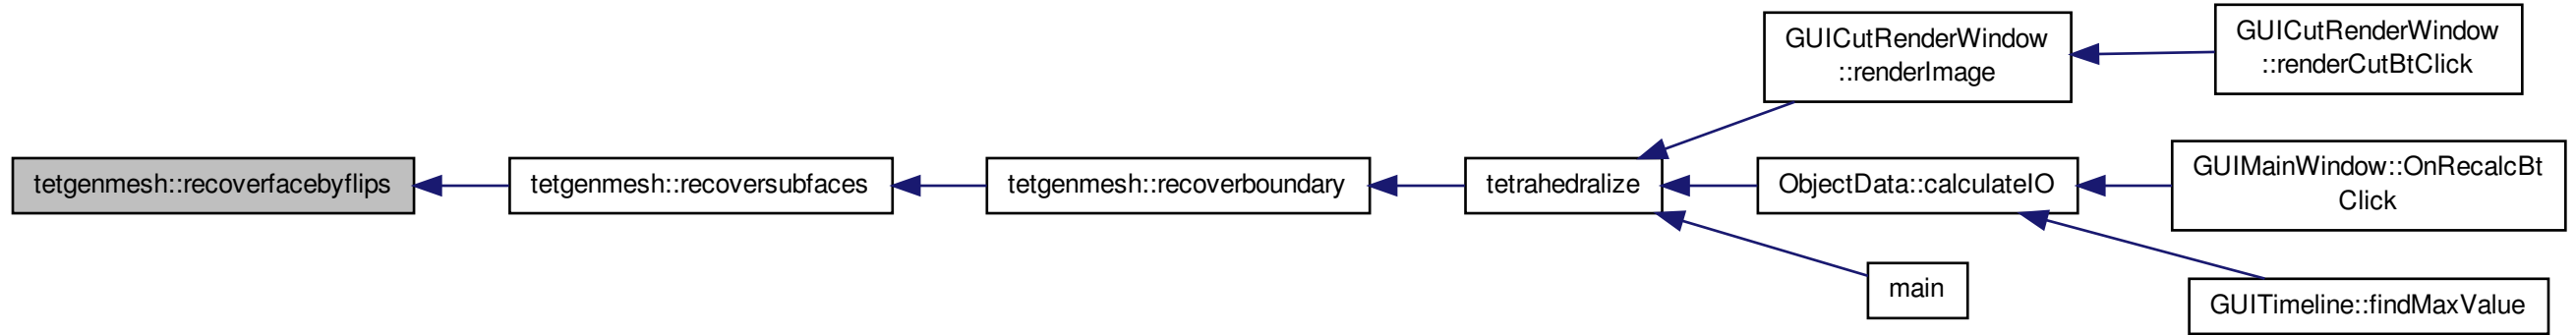 tetgenmesh::recoverfacebyflips
tetgenmesh::recoversubfaces
tetgenmesh::recoverboundary
tetrahedralize
GUICutRenderWindow
::renderImage
GUICutRenderWindow
::renderCutBtClick
ObjectData::calculateIO
GUIMainWindow::OnRecalcBt
Click
GUITimeline::findMaxValue
main